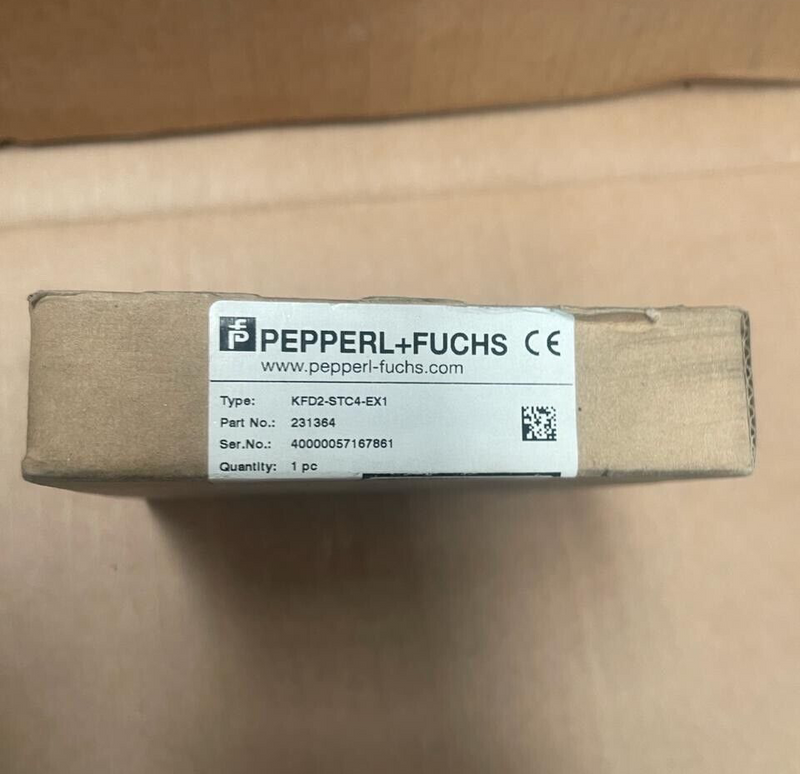 PEPPERL+FUCHS CE
www.pepperl-fuchs.com
Type: KFD2-STC4-EX1
Part No.: 231364
Ser.No.: 40000057167861
Quantity: 1 pc